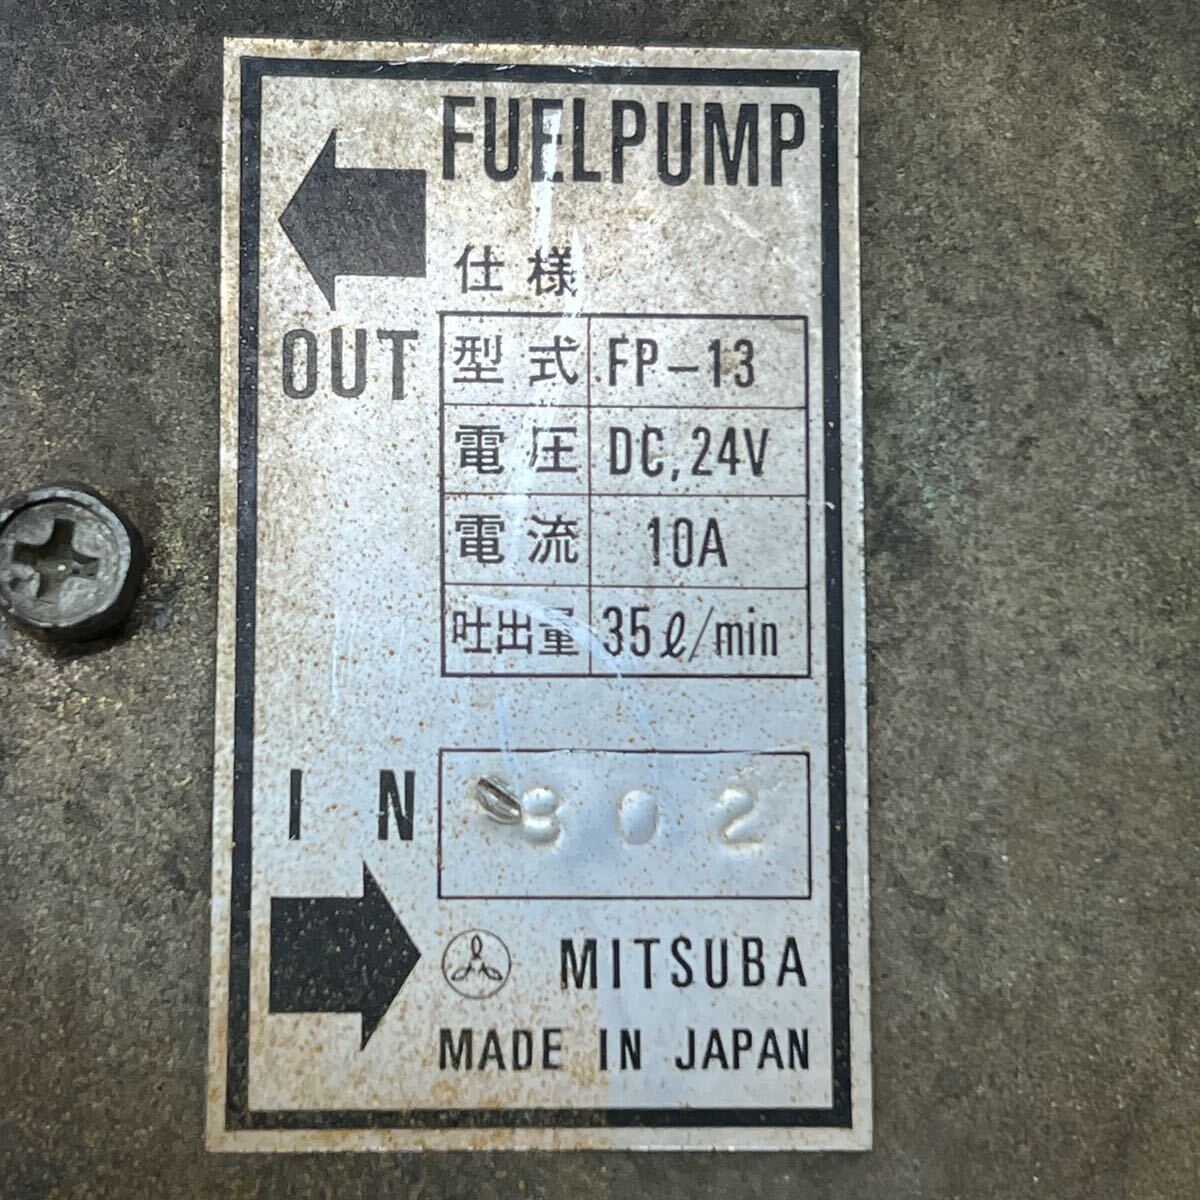 FUELPUMP
仕様
OUT
型式 FP-13
電圧 DC,24V
電流 10A
吐出量 35ℓ/min
IN
802
MITSUBA
MADE IN JAPAN